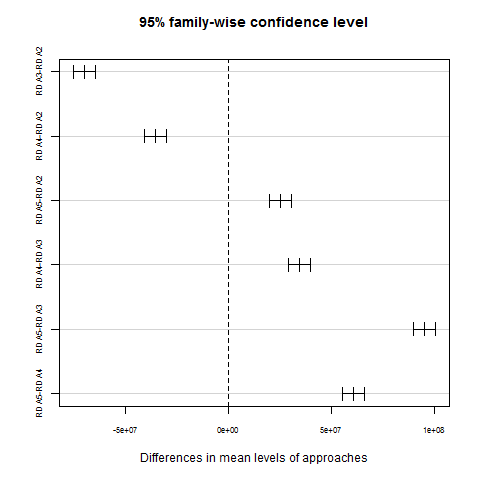 95% family-wise confidence level
RD A3-RD A2
RD A4-RD A2
RD A5-RD A2
RD A4-RD A3
RD A5-RD A3
RD A5-RD A4
-5e+07 0e+00 5e+07 1e+08
Differences in mean levels of approaches